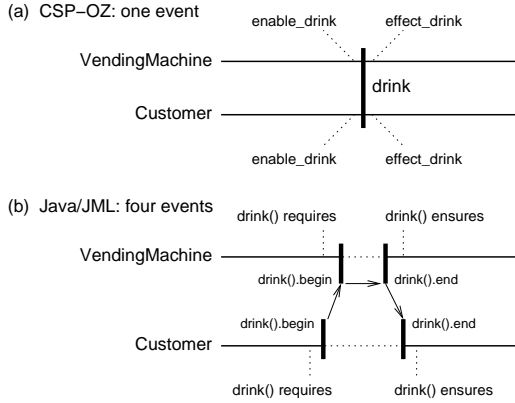 (a) CSP–OZ: one event
enable_drink effect_drink
VendingMachine
drink
Customer
enable_drink effect_drink
(b) Java/JML: four events
drink() requires drink() ensures
VendingMachine
drink().begin drink().end
drink().begin drink().end
Customer
drink() requires drink() ensures